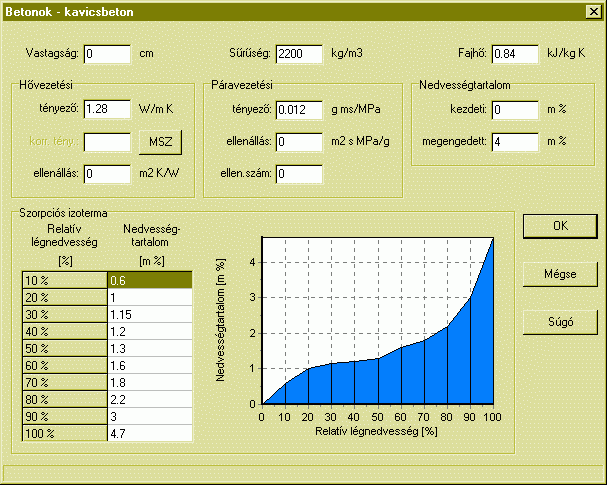 Betonok - kavicsbeton
Vastagság: 0 cm
Sűrűség: 2200 kg/m3
Fajhő: 0.84 kJ/kg K
Hővezetési
tényező: 1.28 W/m K
korr. tény.: MSZ
ellenállás: 0 m2 K/W
Páravezetési
tényező: 0.012 g ms/MPa
ellenállás: 0 m2 s MPa/g
ellen.szám: 0
Nedvességtartalom
kezdeti: 0 m %
megengedett: 4 m %
Szorpciós izoterma
Relatív légnedvesség [%]
Nedvesség-tartalom [m %]
10 % 0.6
20 % 1
30 % 1.15
40 % 1.2
50 % 1.3
60 % 1.6
70 % 1.8
80 % 2.2
90 % 3
100 % 4.7
Nedvességtartalom [m %]
4
3
2
1
0
0 10 20 30 40 50 60 70 80 90 100
Relatív légnedvesség [%]
OK
Mégse
Súgó